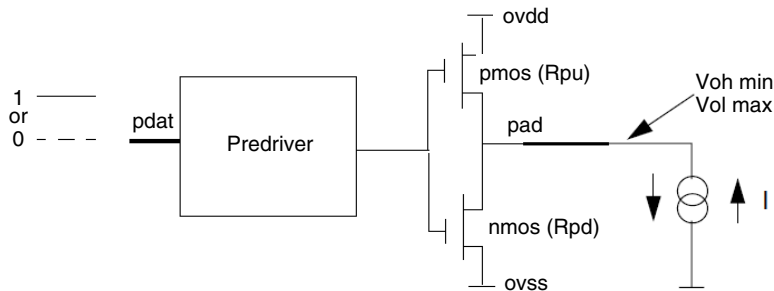 ovdd
pmos (Rpu)
Voh min
Vol max
1
or
0
pdat
Predriver
pad
I
nmos (Rpd)
ovss